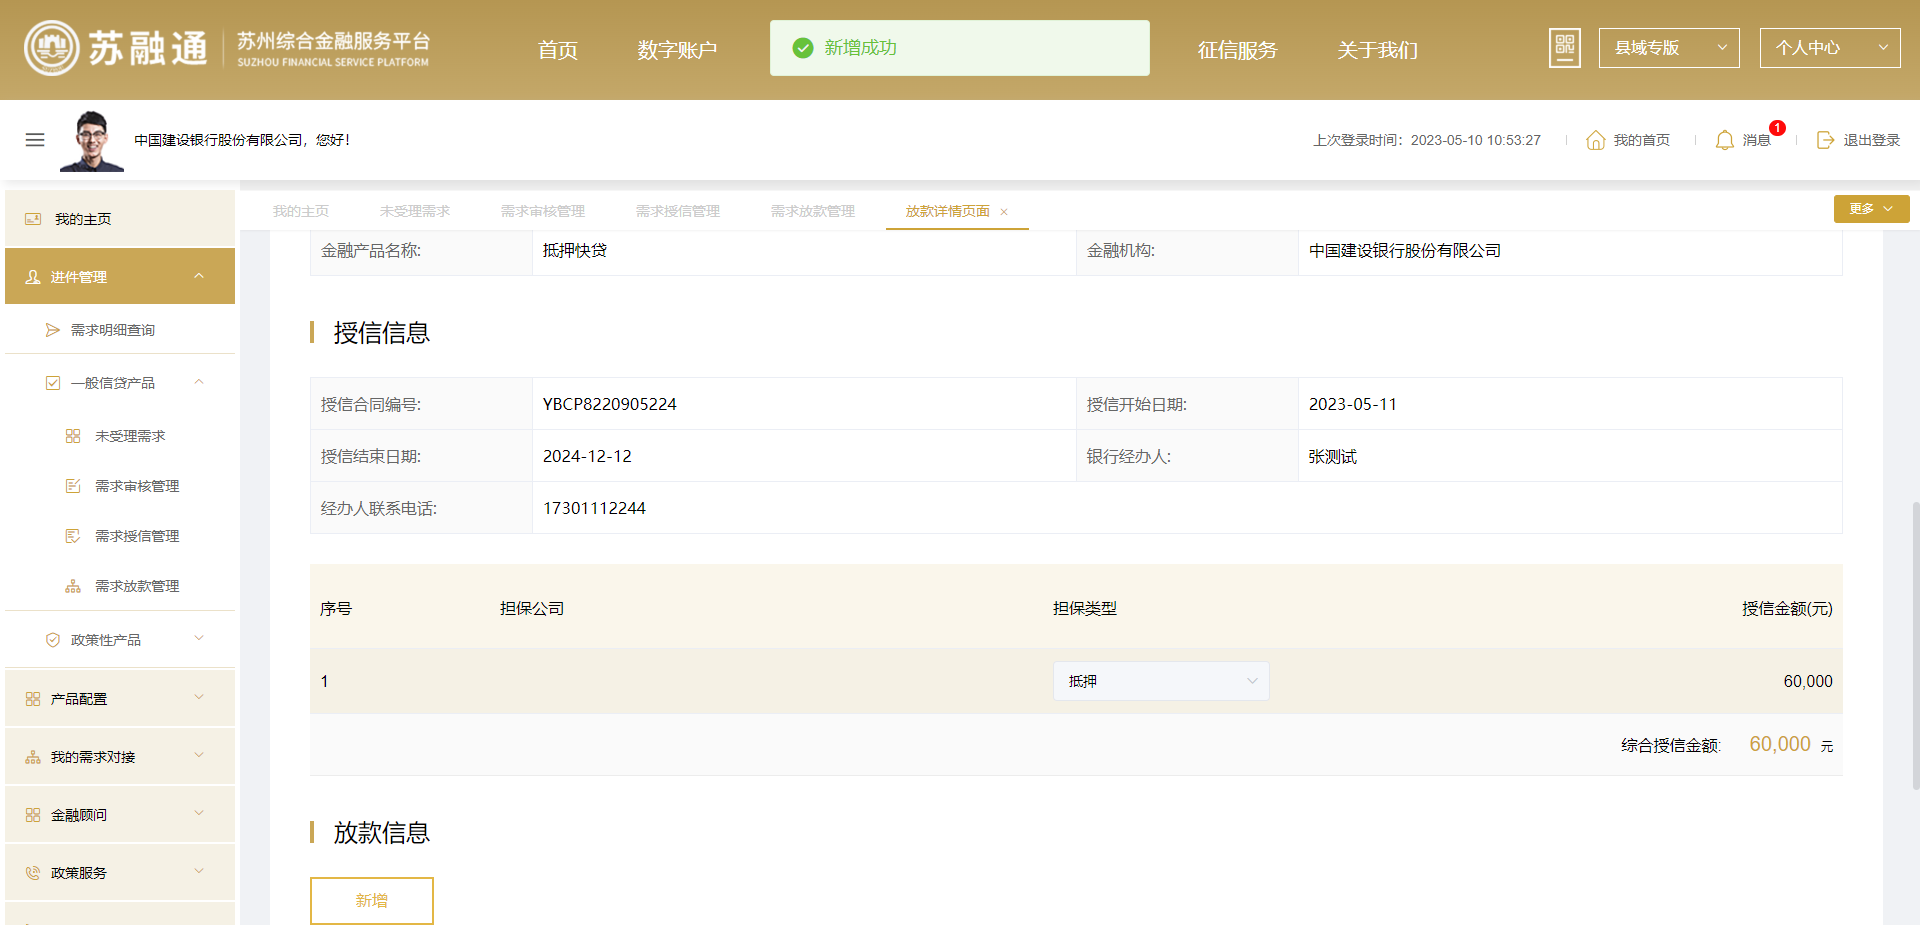 苏融通
苏州综合金融服务平台
SUZHOU FINANCIAL SERVICE PLATFORM
首页
数字账户
新增成功
征信服务
关于我们
县域专版
个人中心
中国建设银行股份有限公司，您好！
上次登录时间：2023-05-10 10:53:27
我的首页
消息
1
退出登录
我的主页
进件管理
需求明细查询
一般信贷产品
未受理需求
需求审核管理
需求授信管理
需求放款管理
政策性产品
产品配置
我的需求对接
金融顾问
政策服务
我的主页
未受理需求
需求审核管理
需求授信管理
需求放款管理
放款详情页面
更多
金融产品名称:
抵押快贷
金融机构:
中国建设银行股份有限公司
授信信息
授信合同编号:
YBCP8220905224
授信开始日期:
2023-05-11
授信结束日期:
2024-12-12
银行经办人:
张测试
经办人联系电话:
17301112244
序号
担保公司
担保类型
授信金额(元)
1
抵押
60,000
综合授信金额:
60,000 元
放款信息
新增